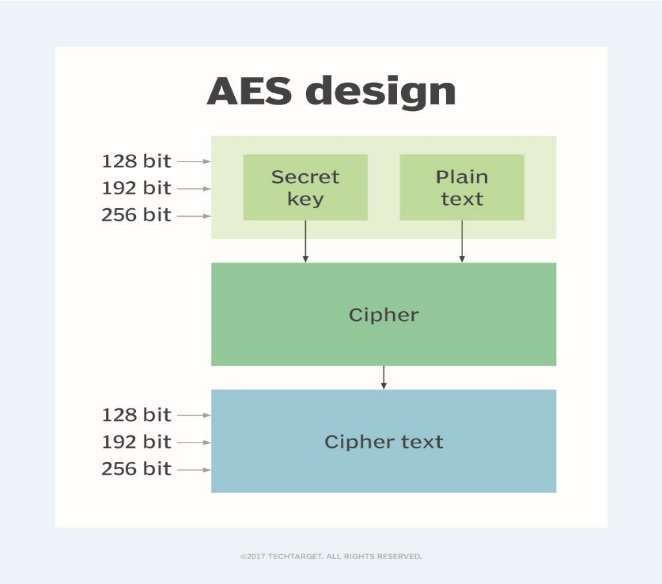 AES design
128 bit
192 bit
256 bit
Secret
key
Plain
text
Cipher
128 bit
192 bit
256 bit
Cipher text
©2017 TECHTARGET. ALL RIGHTS RESERVED.